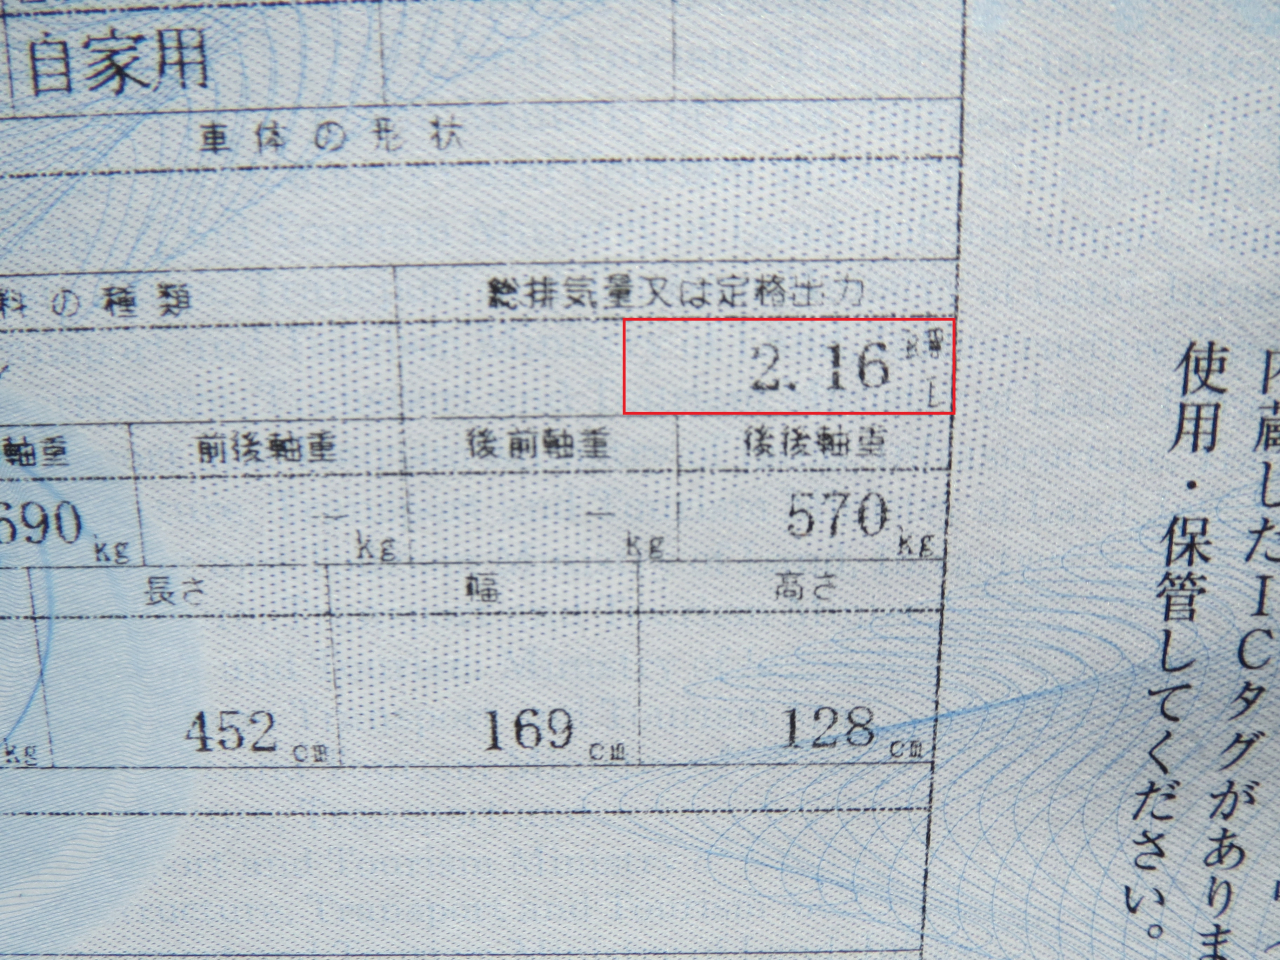 自家用
車体の形状
料の種類 総排気量又は定格出力
2.16 kW
L
軸重 前後軸重 後前軸重 後後軸重
690 kg - kg - kg 570 kg
長さ 幅 高さ
kg 452 cm 169 cm 128 cm
内蔵したICタグがありま
使用・保管してください。